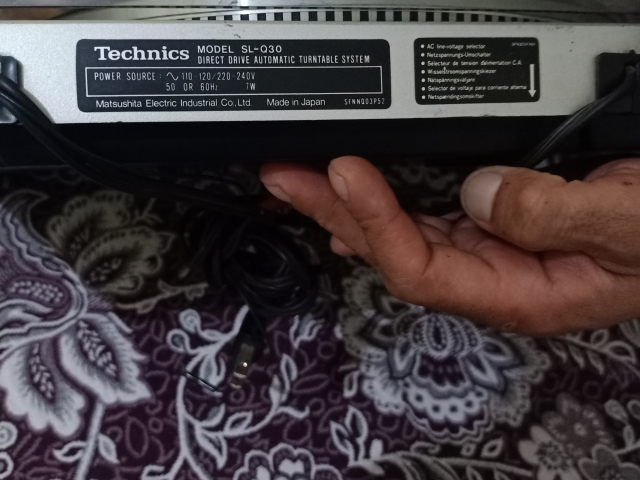 Technics MODEL SL-Q30
DIRECT DRIVE AUTOMATIC TURNTABLE SYSTEM
POWER SOURCE : ∿ 110-120/220-240V
50 OR 60Hz 7W
Matsushita Electric Industrial Co., Ltd. Made in Japan SFNNQ03P52
● AC line-voltage selector
● Netzspannungs-Umschalter
● Sélecteur de tension d'alimentation C.A.
● Wisselstroomspanningskiezer
● Nätspänningsväljare
● Selector de voltaje para corriente alterna
● Netspændingsomskifter